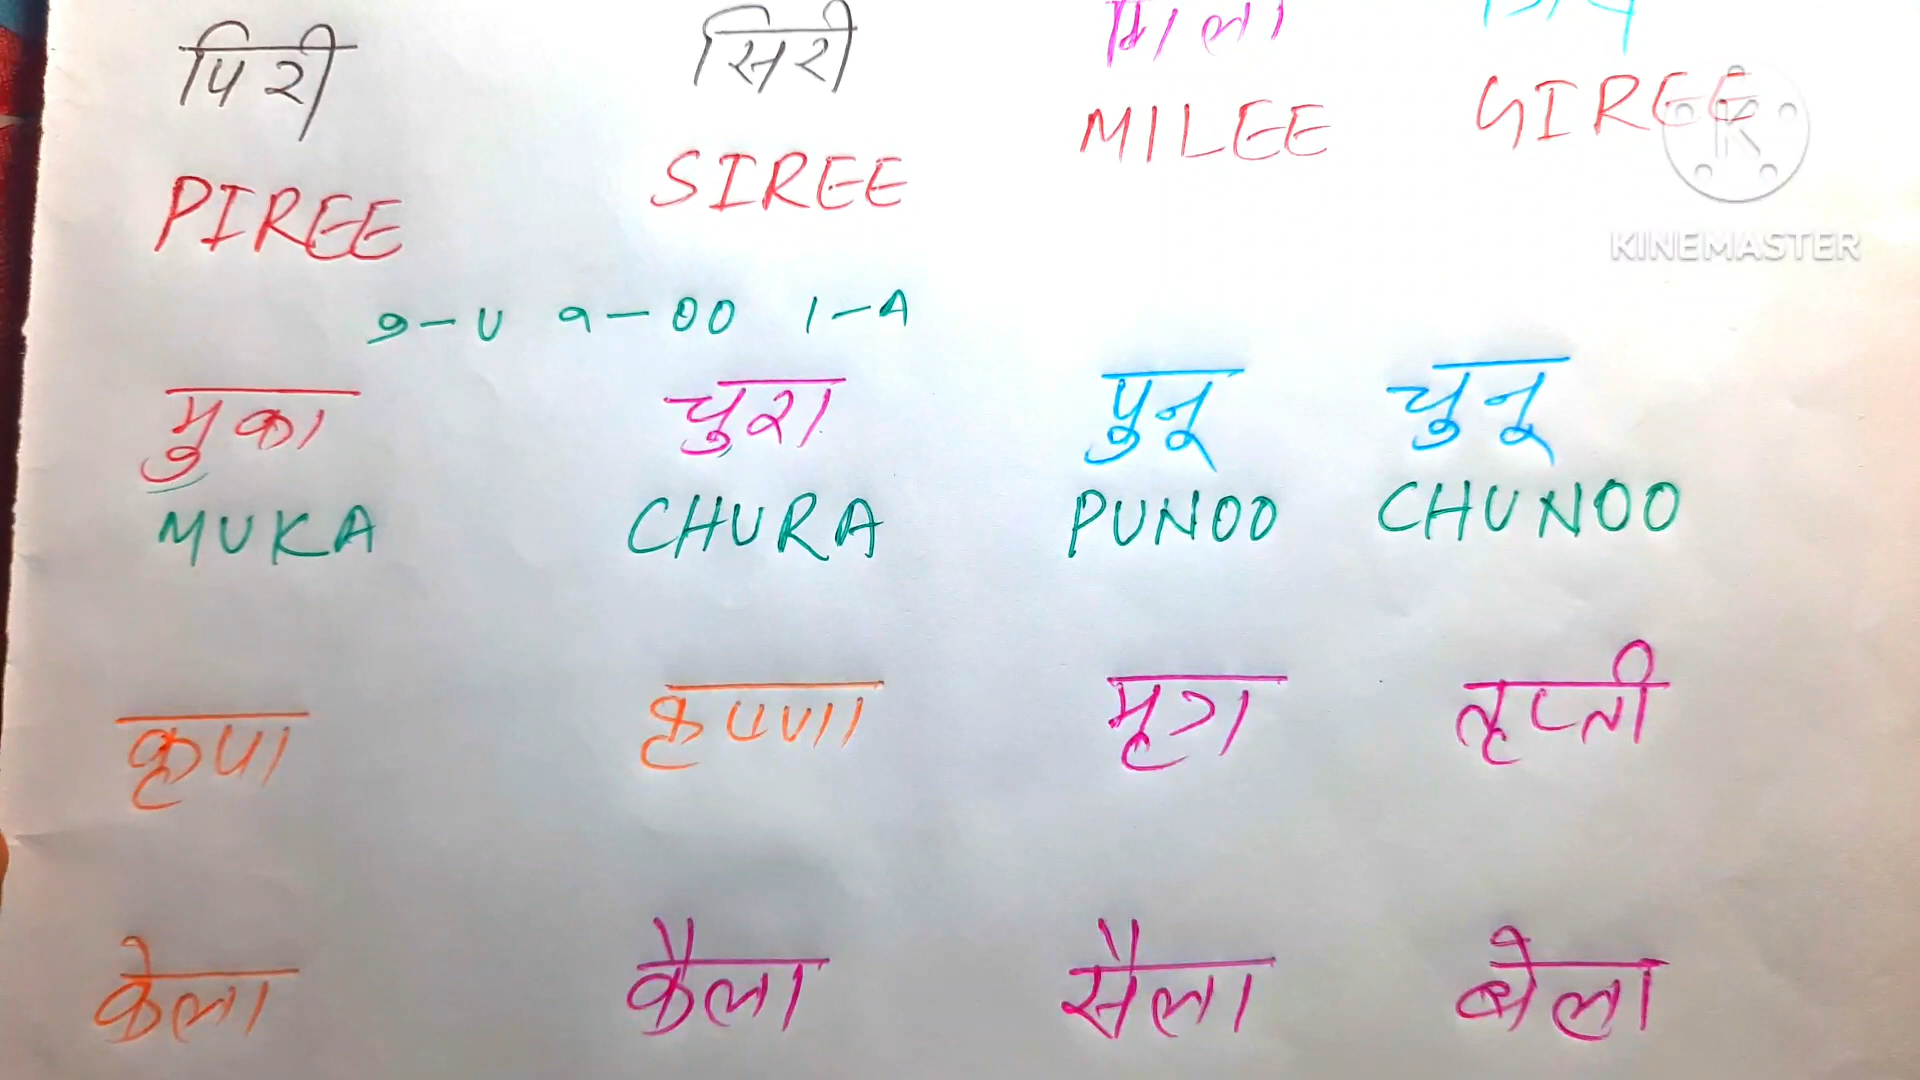 पिरी सिरी
PIREE SIREE MILEE GIREE
KINEMASTER
ु-U ू-OO ा-A
मुका चुरा पुनू चुनू
MUKA CHURA PUNOO CHUNOO
कृपा कृपणा मृग तृप्ती
केला कैला सैला बेला